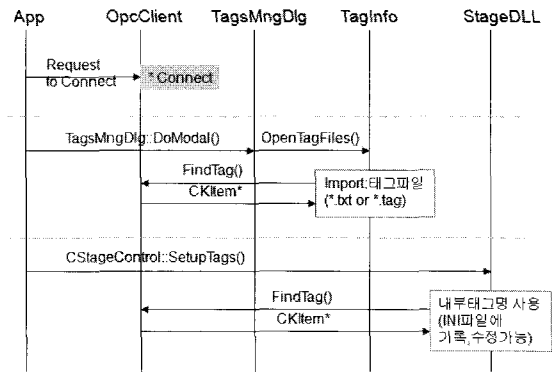 App OpcClient TagsMngDlg TagInfo StageDLL
Request
to Connect
* Connect
TagsMngDlg::DoModal() OpenTagFiles()
FindTag()
CKItem*
Import:태그파일
(*.txt or *.tag)
CStageControl::SetupTags()
FindTag()
CKItem*
내부태그명 사용
(INI파일에
기록,수정가능)